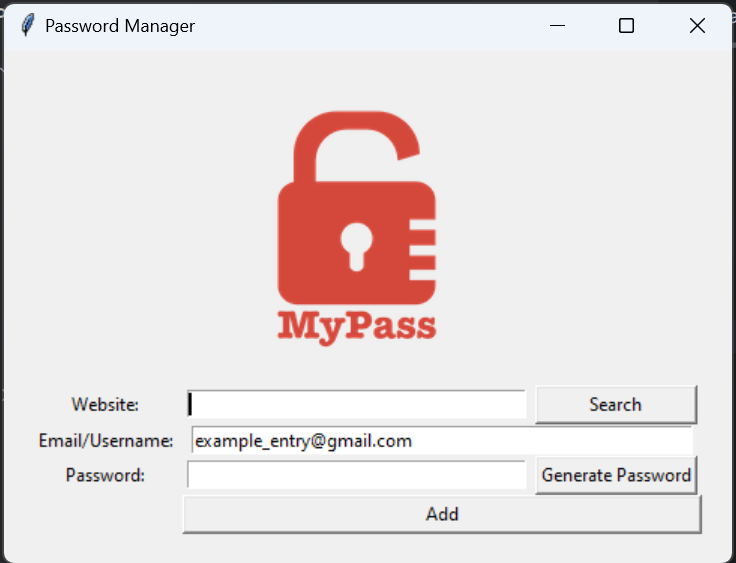 Password Manager
MyPass
Website:
Search
Email/Username: example_entry@gmail.com
Password:
Generate Password
Add